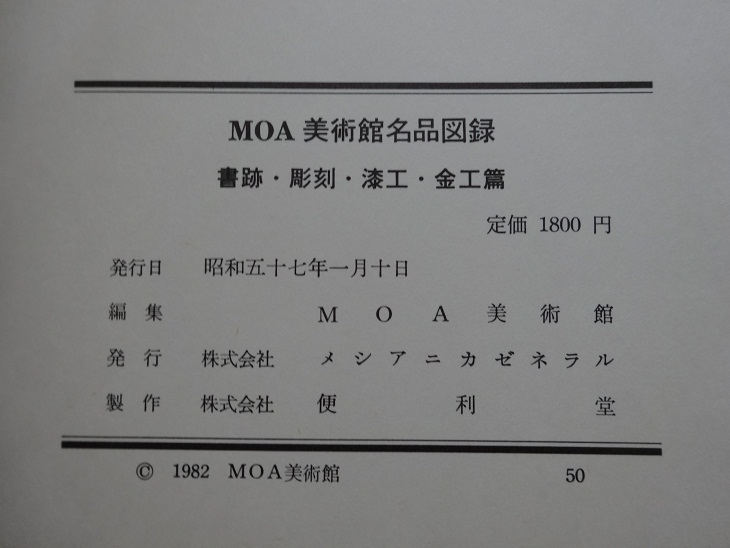 MOA 美術館名品図録
書跡・彫刻・漆工・金工篇
定価 1800 円
発行日 昭和五十七年一月十日
編集 MOA美術館
発行 株式会社 メシアニカゼネラル
製作 株式会社 便利堂
© 1982 MOA美術館 50